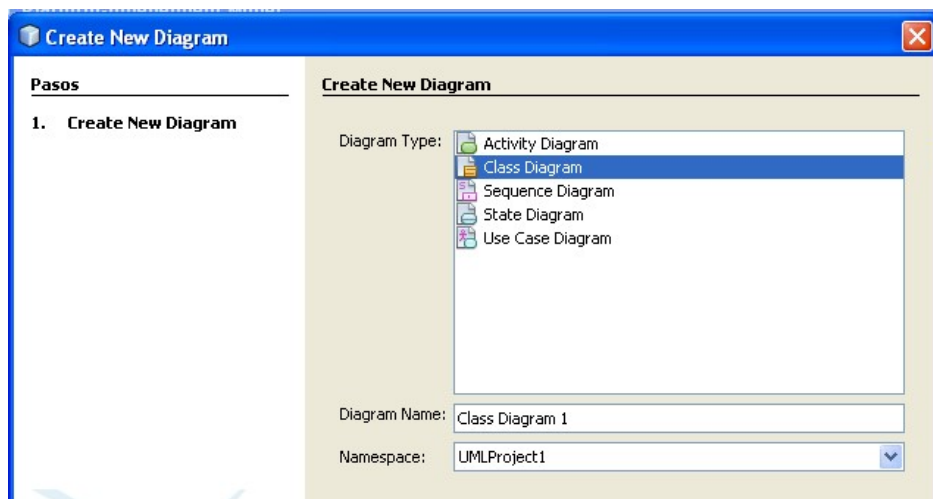 Create New Diagram
Pasos
1. Create New Diagram
Create New Diagram
Diagram Type:
Activity Diagram
Class Diagram
Sequence Diagram
State Diagram
Use Case Diagram
Diagram Name: Class Diagram 1
Namespace: UMLProject1